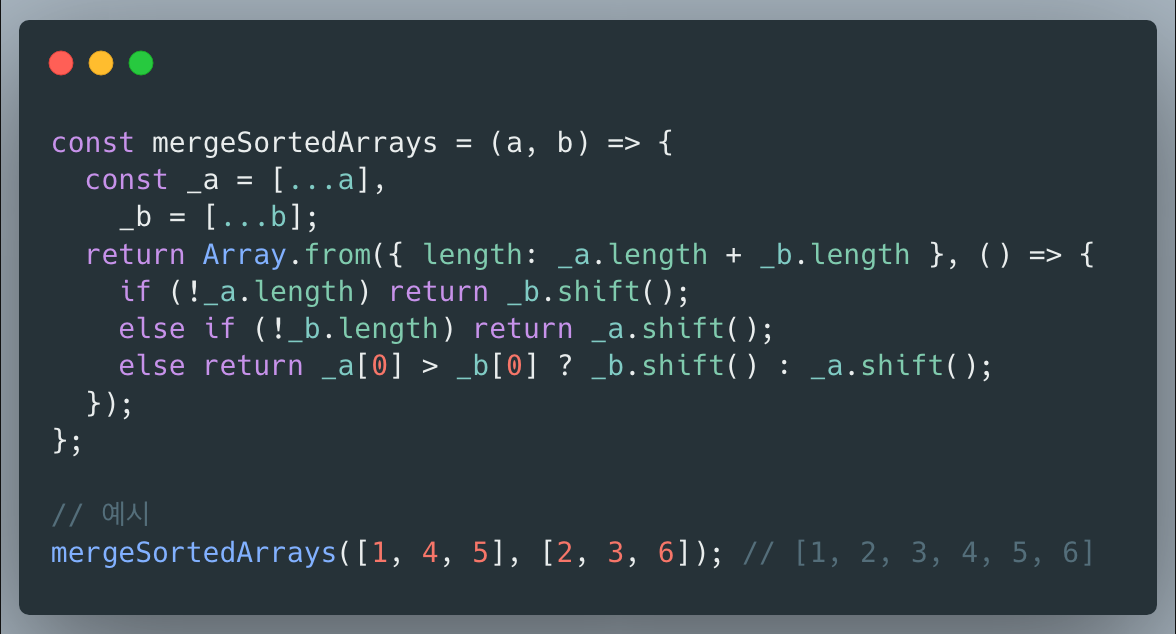 const mergeSortedArrays = (a, b) => {
  const _a = [...a],
    _b = [...b];
  return Array.from({ length: _a.length + _b.length }, () => {
    if (!_a.length) return _b.shift();
    else if (!_b.length) return _a.shift();
    else return _a[0] > _b[0] ? _b.shift() : _a.shift();
  });
};

// 예시
mergeSortedArrays([1, 4, 5], [2, 3, 6]); // [1, 2, 3, 4, 5, 6]